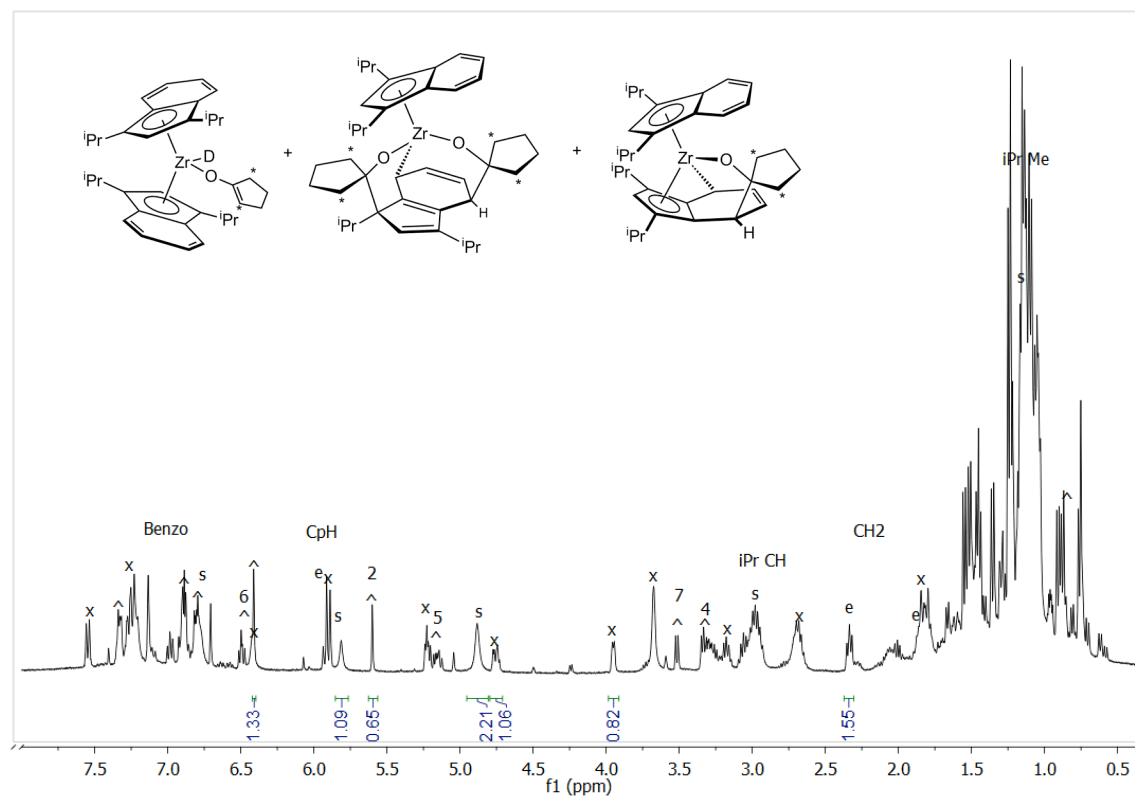 iPr iPr iPr iPr Zr D O * *
+
iPr iPr Zr O O * * * * iPr iPr H
+
iPr iPr Zr O * * iPr iPr H
iPr Me
s
Benzo CpH iPr CH CH2
x ^ x ^ s ^ 6 ^ ^ x e x s 2 ^ x 5 ^ s x x x 7 ^ 4 ^ x s x e e x ^
1.33 1.09 0.65 2.21 1.06 0.82 1.55
7.5 7.0 6.5 6.0 5.5 5.0 4.5 4.0 3.5 3.0 2.5 2.0 1.5 1.0 0.5
f1 (ppm)